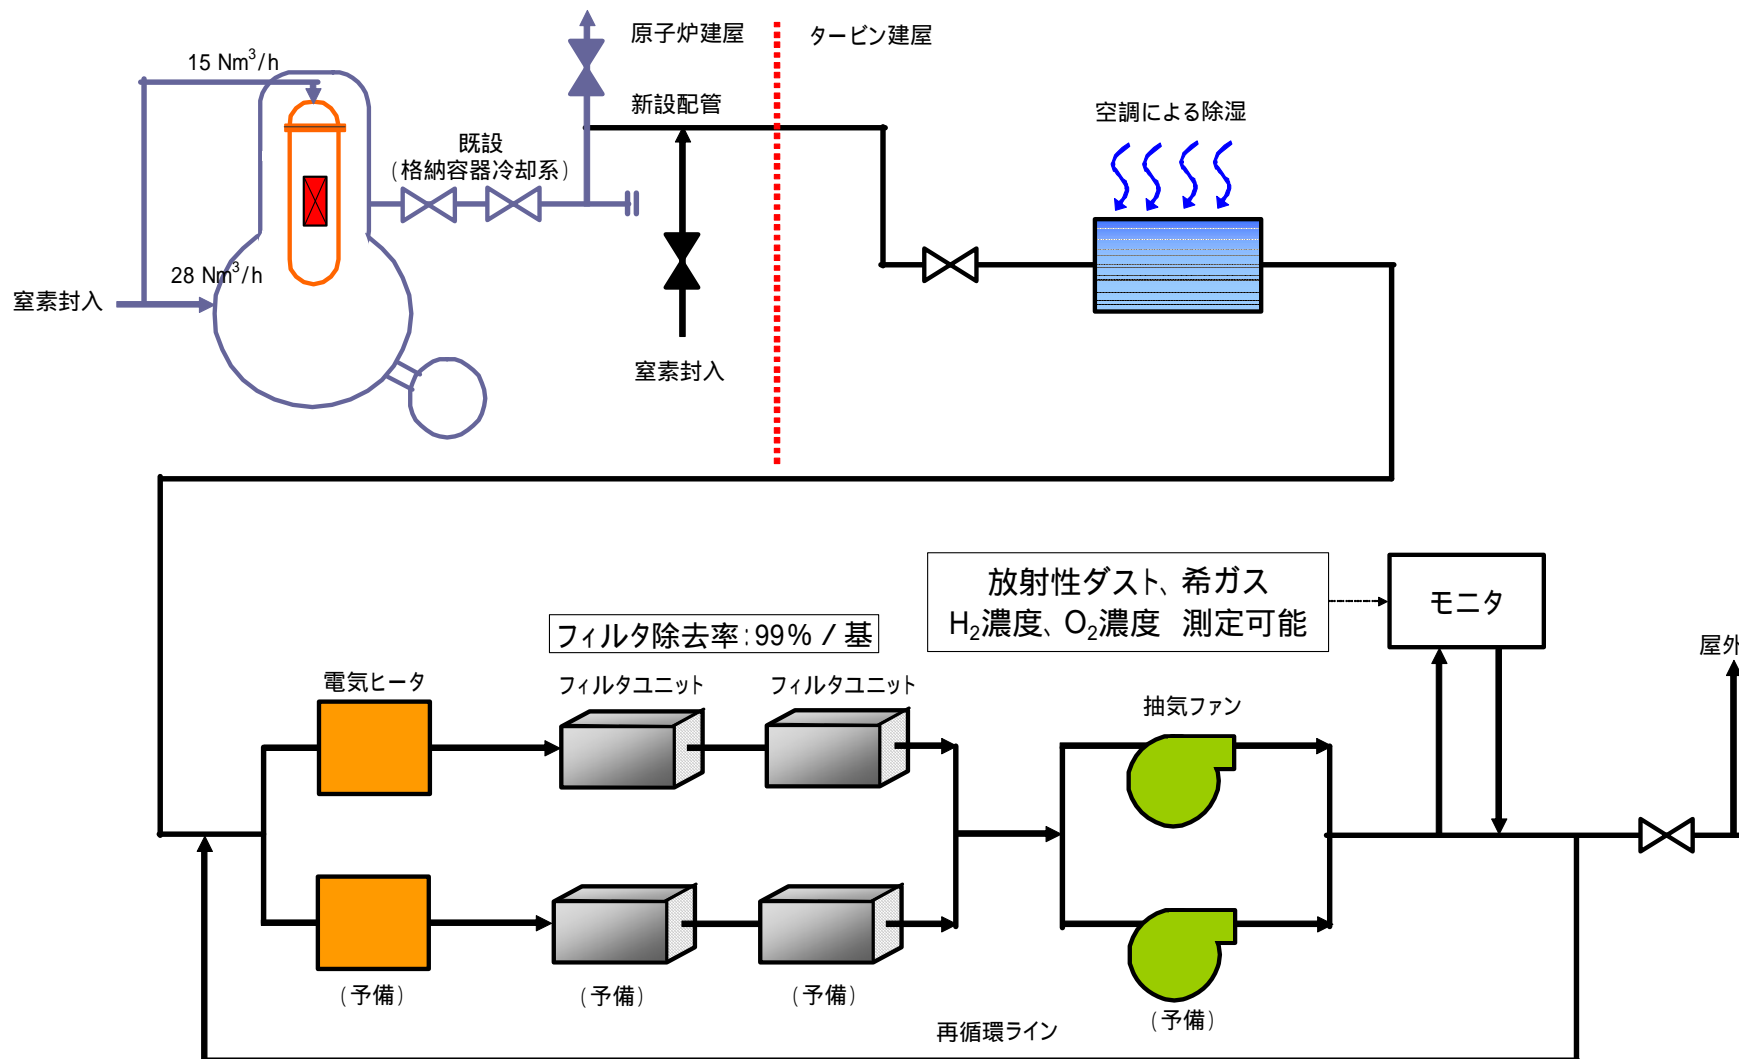 15 Nm³/h
原子炉建屋
タービン建屋
新設配管
空調による除湿
既設
(格納容器冷却系)
28 Nm³/h
窒素封入
窒素封入
放射性ダスト、希ガス
H₂濃度、O₂濃度 測定可能
モニタ
フィルタ除去率:99% / 基
屋外
電気ヒータ
フィルタユニット
フィルタユニット
抽気ファン
(予備)
(予備)
(予備)
(予備)
再循環ライン